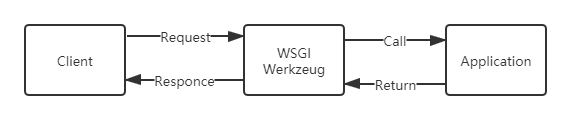 Client
Request
Responce
WSGI
Werkzeug
Call
Return
Application